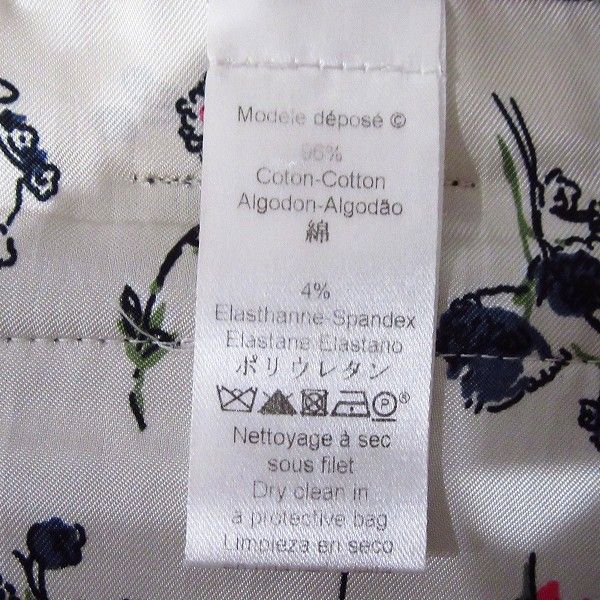 Modèle déposé ©
96%
Coton-Cotton
Algodon-Algodão
綿
4%
Elasthanne-Spandex
Elastane Elastano
ポリウレタン
P ®
Nettoyage à sec
sous filet
Dry clean in
a protective bag
Limpieza en seco